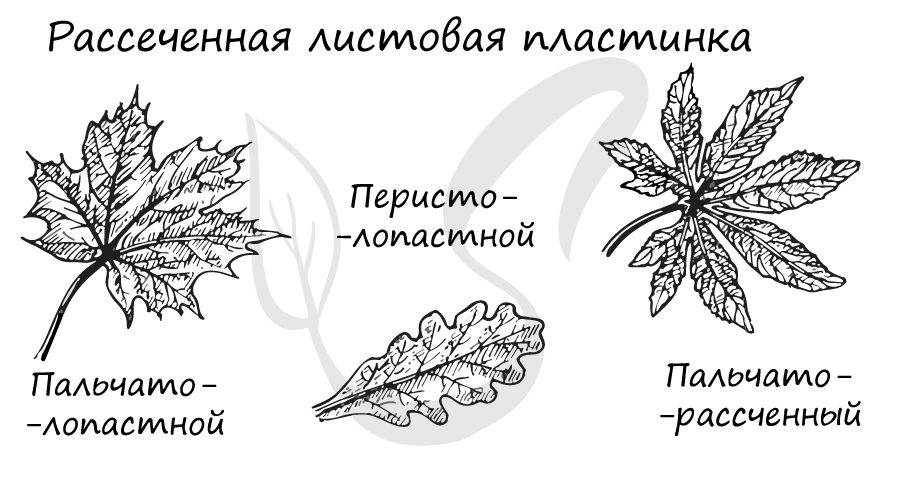 Рассеченная листовая пластинка
Перисто-
-лопастной
Пальчато-
-лопастной
Пальчато-
-рассченный